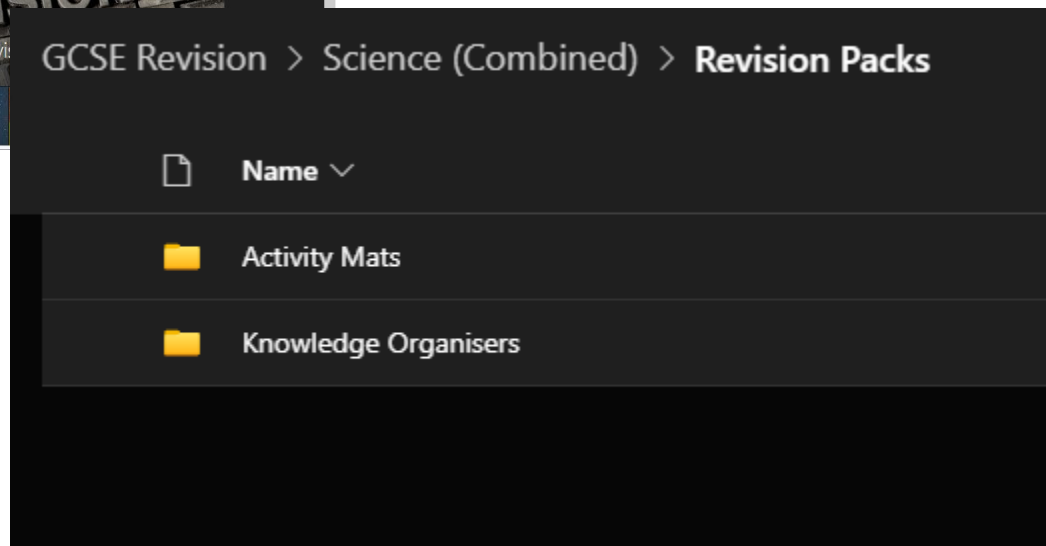 GCSE Revision > Science (Combined) > Revision Packs
Name
Activity Mats
Knowledge Organisers